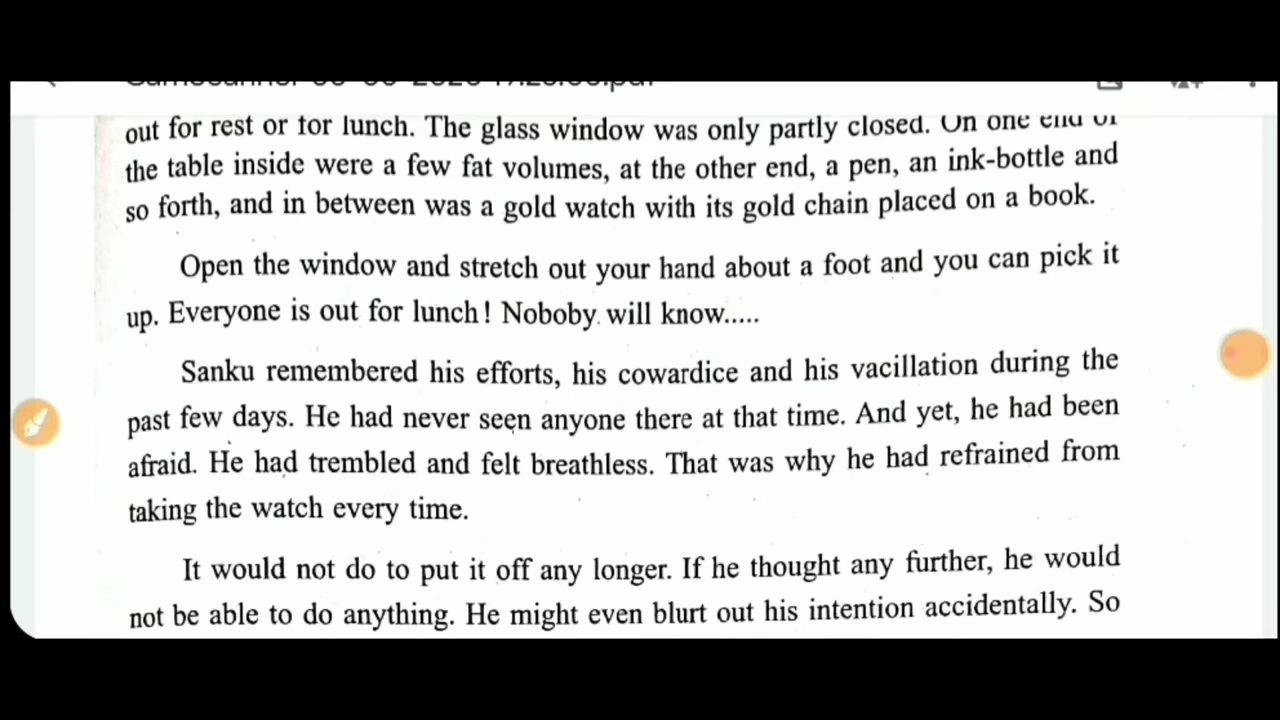 out for rest or for lunch. The glass window was only partly closed. On one end of
the table inside were a few fat volumes, at the other end, a pen, an ink-bottle and
so forth, and in between was a gold watch with its gold chain placed on a book.
Open the window and stretch out your hand about a foot and you can pick it
up. Everyone is out for lunch! Noboby will know.....
Sanku remembered his efforts, his cowardice and his vacillation during the
past few days. He had never seen anyone there at that time. And yet, he had been
afraid. He had trembled and felt breathless. That was why he had refrained from
taking the watch every time.
It would not do to put it off any longer. If he thought any further, he would
not be able to do anything. He might even blurt out his intention accidentally. So